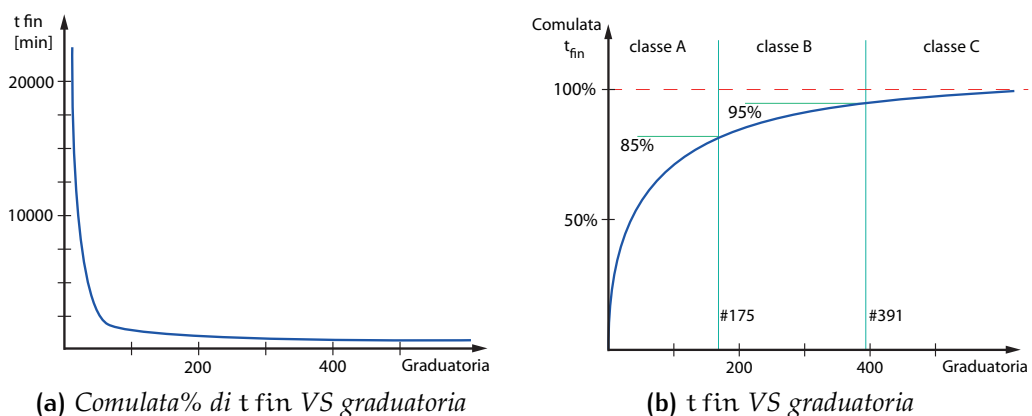 t fin
[min]
20000
10000
200
400
Graduatoria
(a) Comulata% di t fin VS graduatoria
Comulata
t fin
classe A
classe B
classe C
100%
95%
85%
50%
#175
#391
200
400
Graduatoria
(b) t fin VS graduatoria